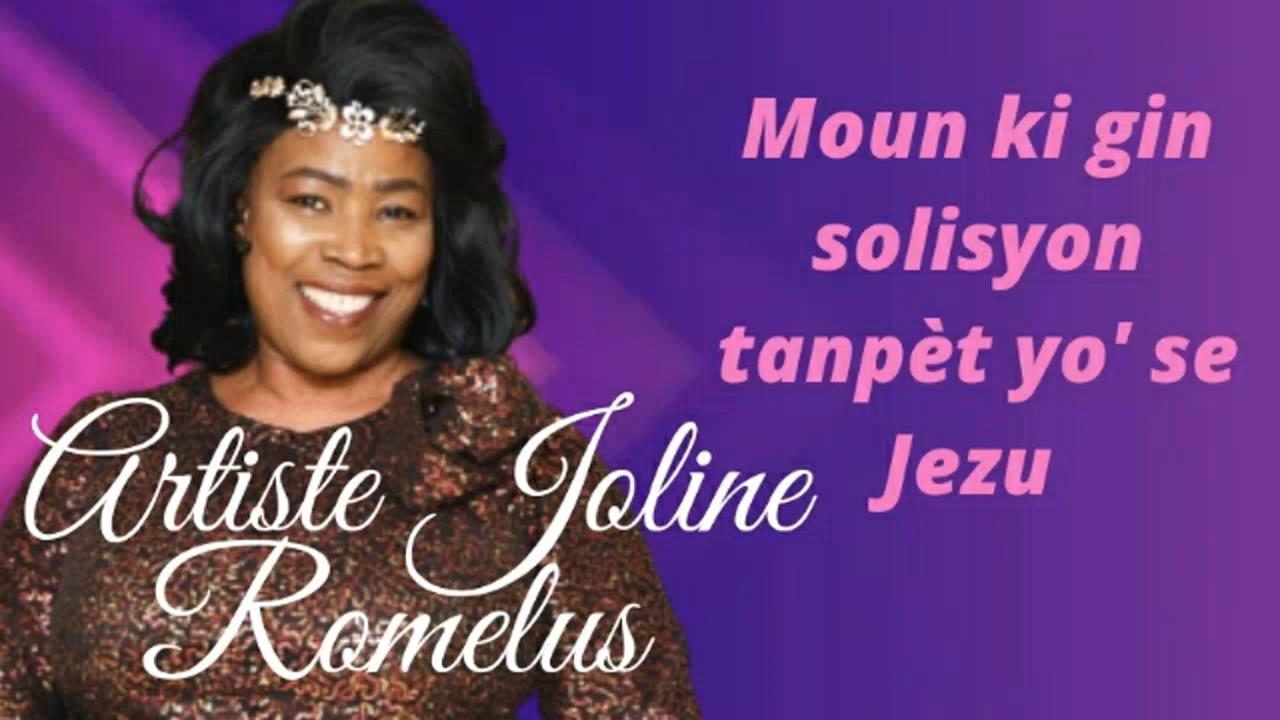 Moun ki gin
solisyon
tanpèt yo' se
Jezu
Artiste Joline
Romelus